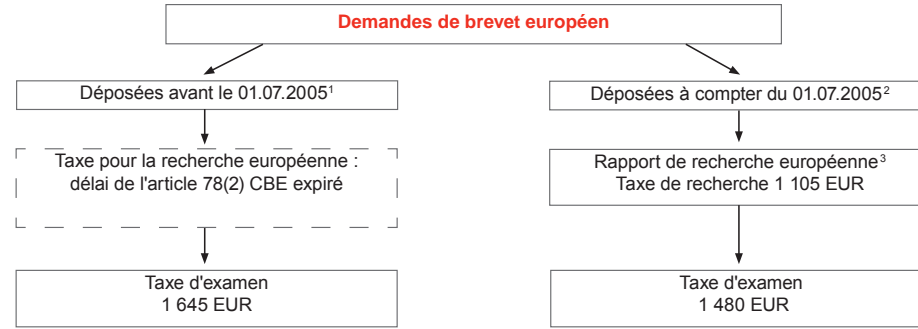 Demandes de brevet européen
Déposées avant le 01.07.2005¹
Déposées à compter du 01.07.2005²
Taxe pour la recherche européenne :
délai de l'article 78(2) CBE expiré
Rapport de recherche européenne³
Taxe de recherche 1 105 EUR
Taxe d'examen
1 645 EUR
Taxe d'examen
1 480 EUR